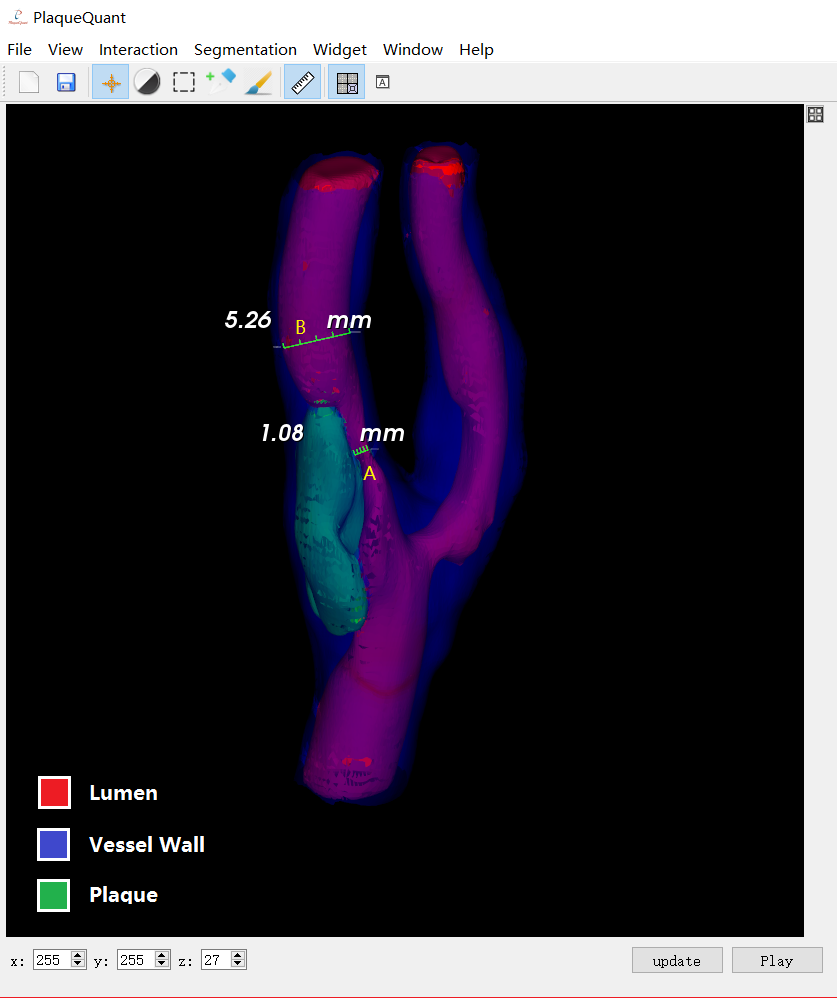 PlaqueQuant
File View Interaction Segmentation Widget Window Help
A
5.26 B mm
1.08 mm
A
Lumen
Vessel Wall
Plaque
x: 255 y: 255 z: 27 update Play